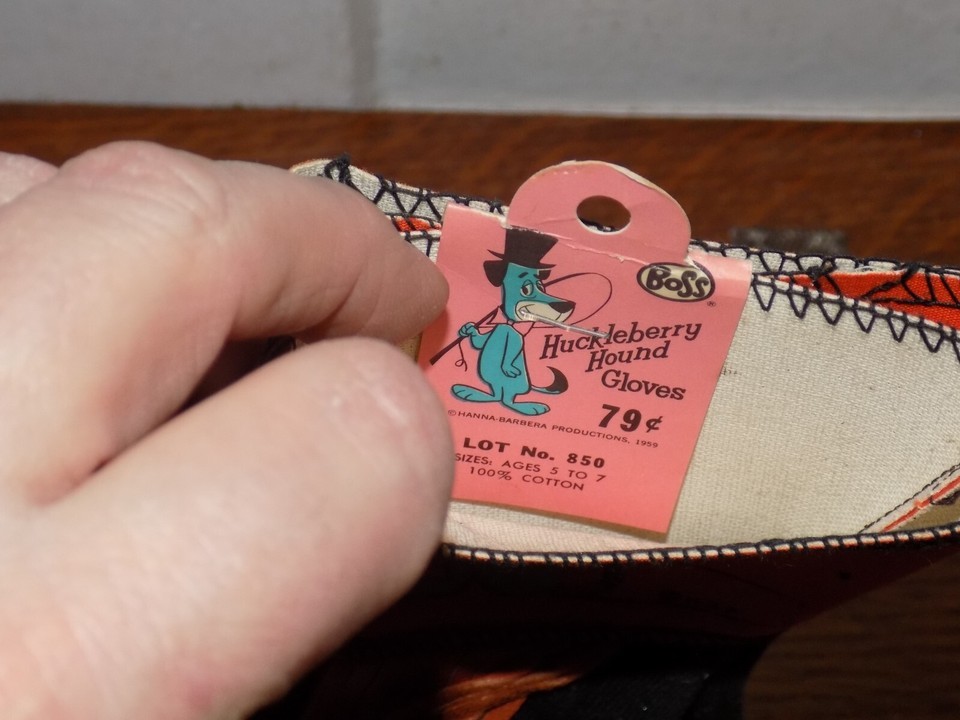 BOSS®
Huckleberry
Hound
Gloves
79¢
©HANNA-BARBERA PRODUCTIONS, 1959
LOT No. 850
SIZES: AGES 5 TO 7
100% COTTON